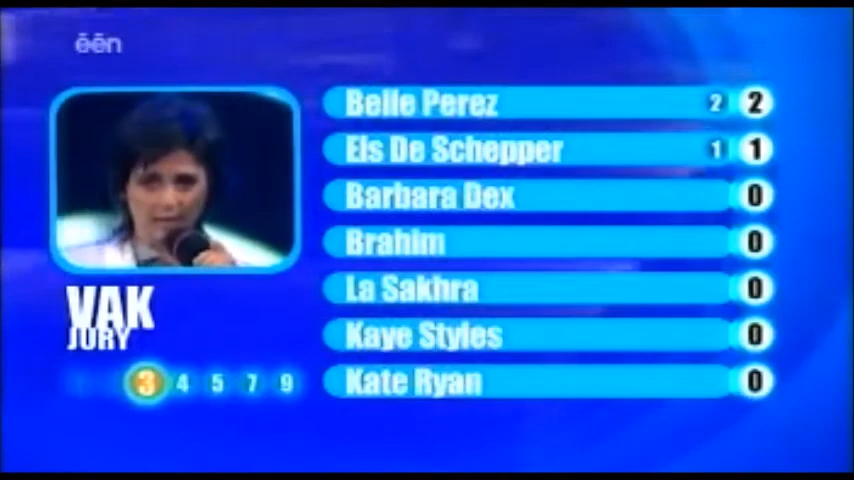 één
Belle Perez 2 2
Els De Schepper 1 1
Barbara Dex 0
Brahim 0
La Sakhra 0
Kaye Styles 0
Kate Ryan 0
VAK
JURY
3 4 5 7 9